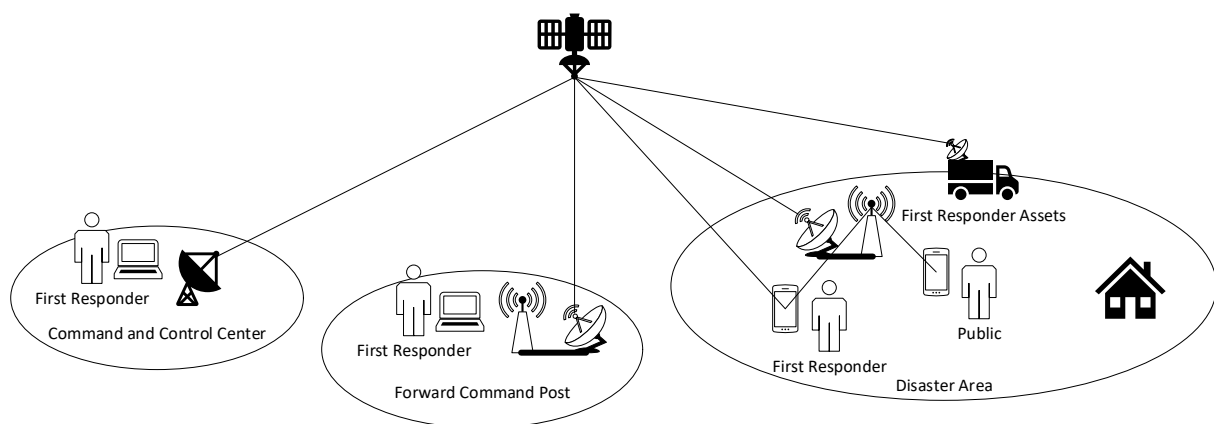 First Responder
Command and Control Center
First Responder
Forward Command Post
First Responder Assets
Public
First Responder
Disaster Area